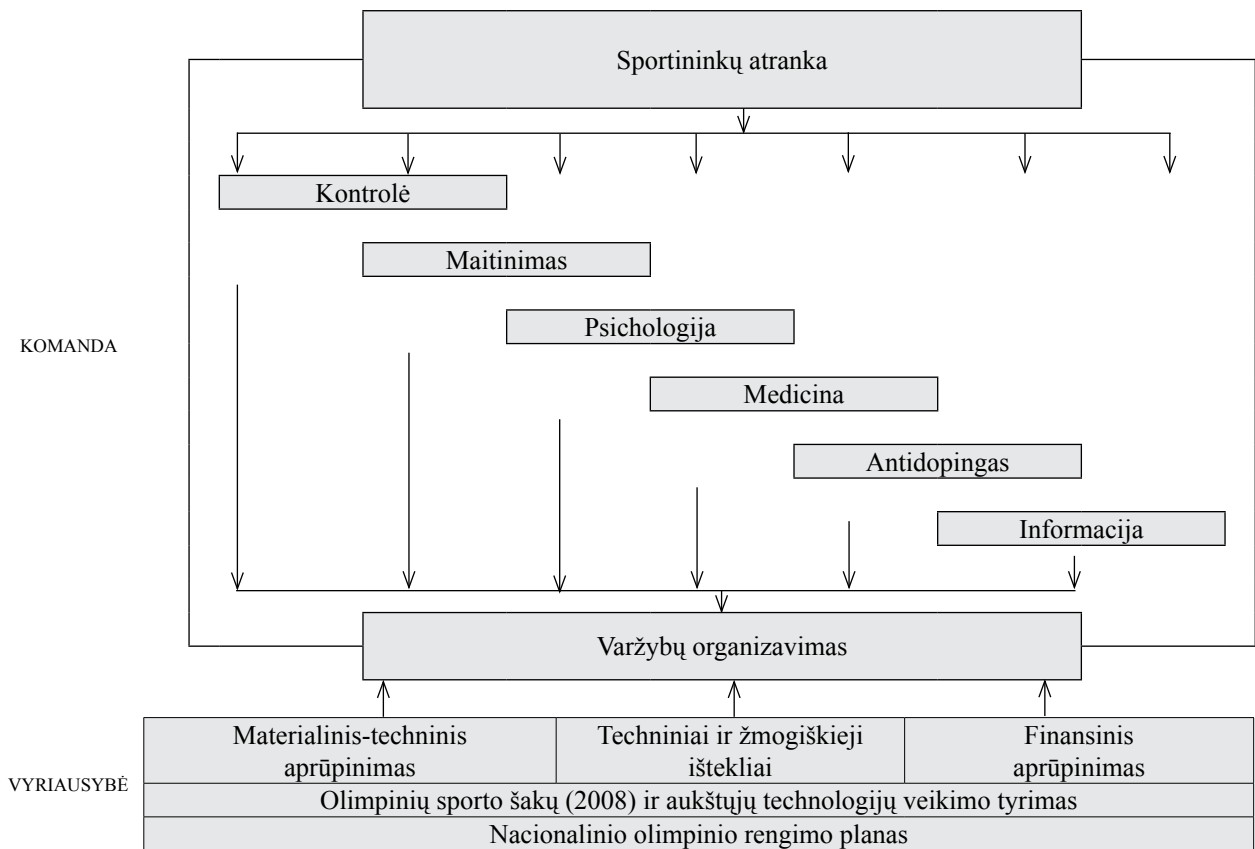 Sportininkų atranka
Kontrolė
Maitinimas
Psichologija
KOMANDA
Medicina
Antidopingas
Informacija
Varžybų organizavimas
Materialinis-techninis
aprūpinimas
Techniniai ir žmogiškieji
ištekliai
Finansinis
aprūpinimas
VYRIAUSYBĖ
Olimpinių sporto šakų (2008) ir aukštųjų technologijų veikimo tyrimas
Nacionalinio olimpinio rengimo planas